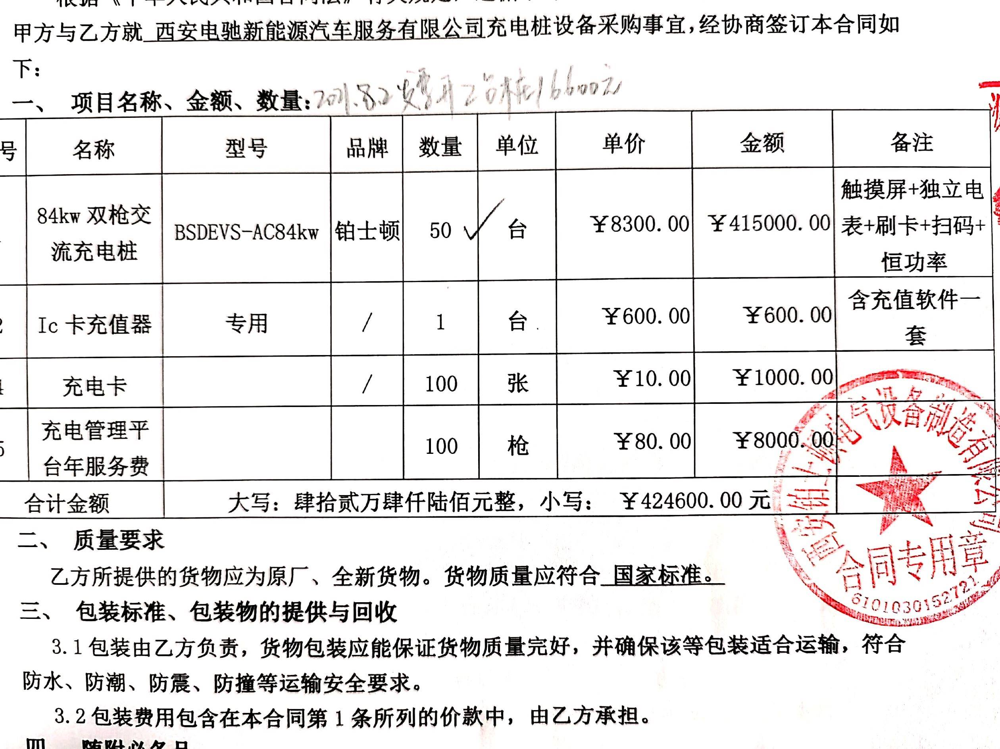 甲方与乙方就 西安电驰新能源汽车服务有限公司充电桩设备采购事宜,经协商签订本合同如
下:
一、 项目名称、金额、数量:2021.8.2 发票开2台桩16600元
号 名称 型号 品牌 数量 单位 单价 金额 备注
84kw 双枪交流充电桩 BSDEVS-AC84kw 铂士顿 50 ✓ 台 ¥8300.00 ¥415000.00 触摸屏+独立电表+刷卡+扫码+恒功率
2 Ic 卡充值器 专用 / 1 台 ¥600.00 ¥600.00 含充值软件一套
4 充电卡 / 100 张 ¥10.00 ¥1000.00
5 充电管理平台年服务费 100 枪 ¥80.00 ¥8000.00
合计金额 大写:肆拾贰万肆仟陆佰元整,小写: ¥424600.00 元
西安铂士顿电气设备制造有限公司
合同专用章
6101030152721
二、 质量要求
乙方所提供的货物应为原厂、全新货物。货物质量应符合 国家标准。
三、 包装标准、包装物的提供与回收
3.1 包装由乙方负责,货物包装应能保证货物质量完好,并确保该等包装适合运输,符合
防水、防潮、防震、防撞等运输安全要求。
3.2 包装费用包含在本合同第 1 条所列的价款中,由乙方承担。